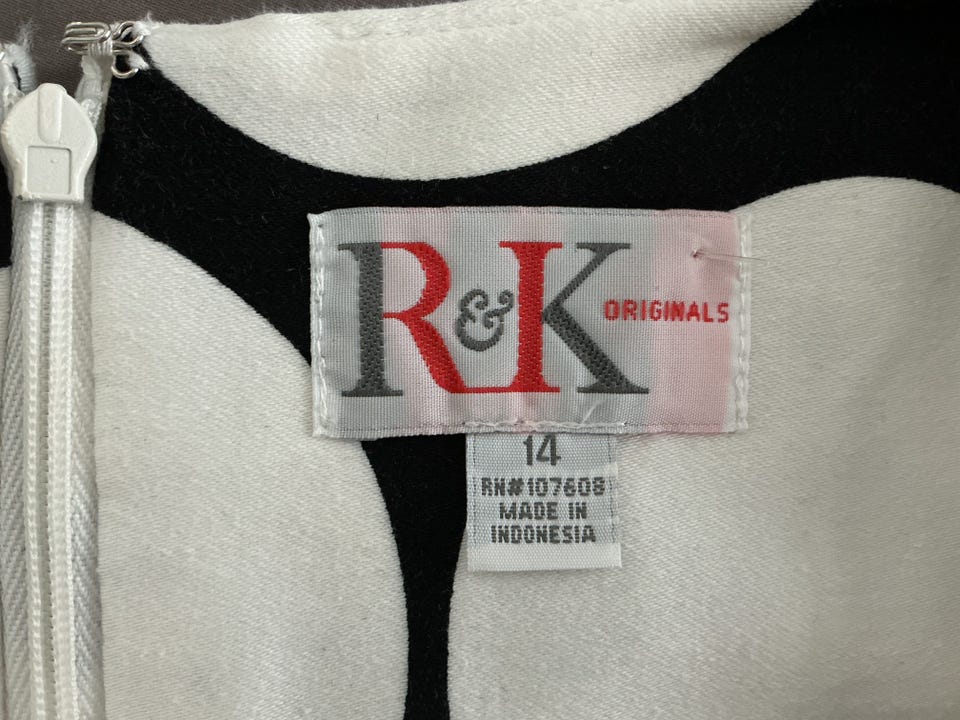 R&K ORIGINALS
14
RN#107608
MADE IN
INDONESIA